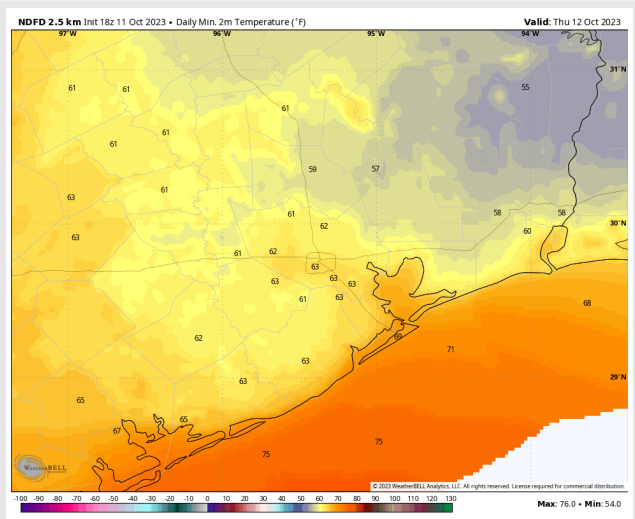 NDFD 2.5 km Init 18z 11 Oct 2023 • Daily Min. 2m Temperature (°F)
Valid: Thu 12 Oct 2023
97°W 96°W 95°W 94°W
31°N
61 61 55
61
61 61
59 57
61
63
61 58 58
62 60
63 30°N
61 62
63
63 63 63
61 63
68
69
62 71
63
63 29°N
65
65
67
75
75
WeatherBELL
© 2023 WeatherBELL Analytics, LLC. All rights reserved. License required for commercial distribution.
-100 -90 -80 -70 -60 -50 -40 -30 -20 -10 0 10 20 30 40 50 60 70 80 90 100 110 120 130
Max: 76.0 • Min: 54.0